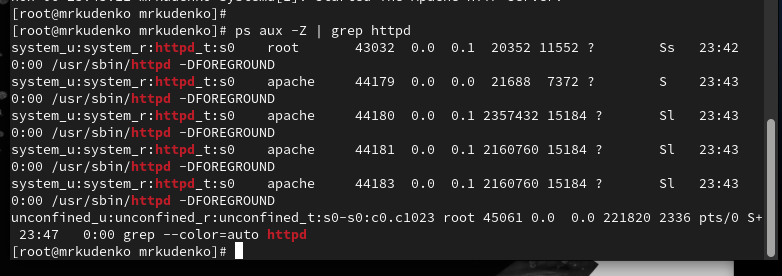 [root@mrkudenko mrkudenko]#
[root@mrkudenko mrkudenko]# ps aux -Z | grep httpd
system_u:system_r:httpd_t:s0    root       43032  0.0  0.1  20352 11552 ?        Ss   23:42
0:00 /usr/sbin/httpd -DFOREGROUND
system_u:system_r:httpd_t:s0    apache     44179  0.0  0.0  21688  7372 ?        S    23:43
0:00 /usr/sbin/httpd -DFOREGROUND
system_u:system_r:httpd_t:s0    apache     44180  0.0  0.1 2357432 15184 ?       Sl   23:43
0:00 /usr/sbin/httpd -DFOREGROUND
system_u:system_r:httpd_t:s0    apache     44181  0.0  0.1 2160760 15184 ?       Sl   23:43
0:00 /usr/sbin/httpd -DFOREGROUND
system_u:system_r:httpd_t:s0    apache     44183  0.0  0.1 2160760 15184 ?       Sl   23:43
0:00 /usr/sbin/httpd -DFOREGROUND
unconfined_u:unconfined_r:unconfined_t:s0-s0:c0.c1023 root 45061 0.0  0.0 221820 2336 pts/0 S+
23:47   0:00 grep --color=auto httpd
[root@mrkudenko mrkudenko]#